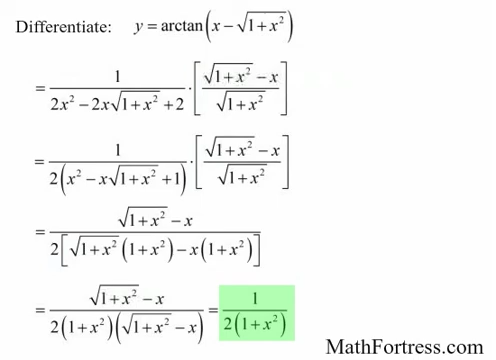 Differentiate: y = arctan(x − √(1+x²))
= 1/(2x² − 2x√(1+x²) + 2) · [(√(1+x²) − x)/√(1+x²)]
= 1/(2(x² − x√(1+x²) + 1)) · [(√(1+x²) − x)/√(1+x²)]
= (√(1+x²) − x)/(2[√(1+x²)(1+x²) − x(1+x²)])
= (√(1+x²) − x)/(2(1+x²)(√(1+x²) − x)) = 1/(2(1+x²))
MathFortress.com